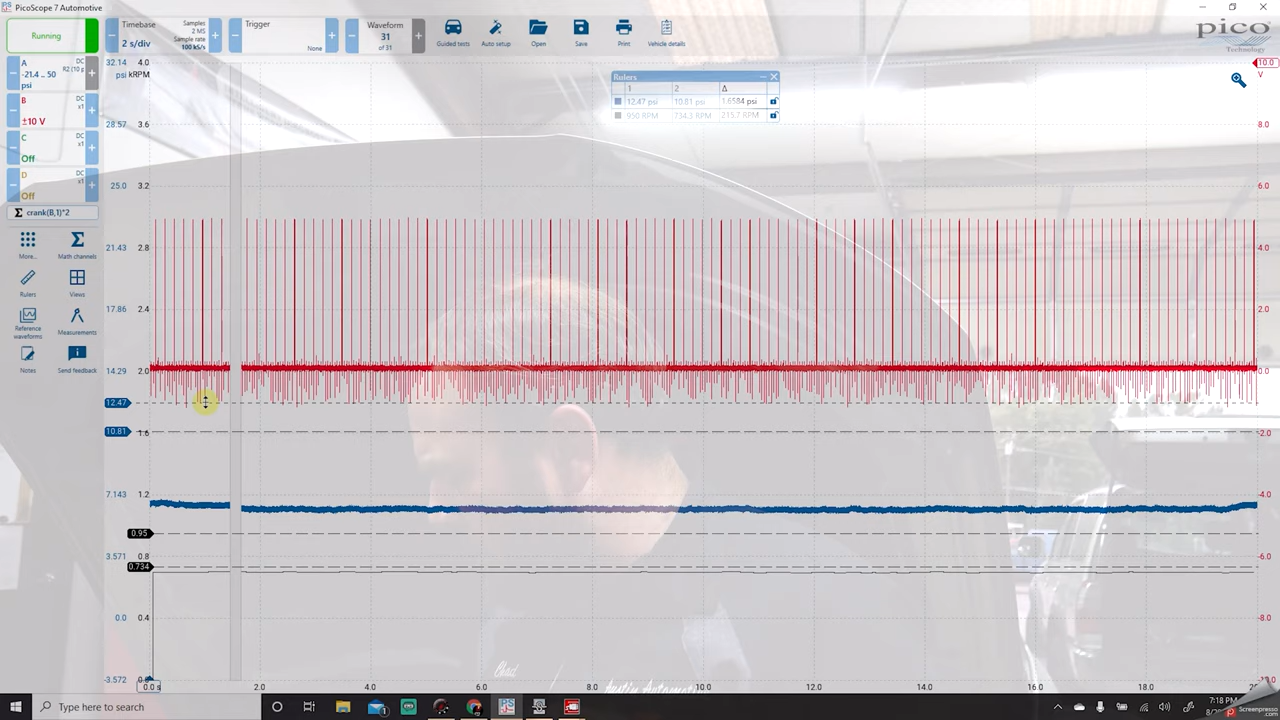 PicoScope 7 Automotive
Running
Timebase
2 s/div
Samples
2 MS
Sample rate
100 kS/s
Trigger
None
Waveform
31
of 31
Guided tests
Auto setup
Open
Save
Print
Vehicle details
pico
Technology
A
DC
-21.4 .. 50
psi
B
DC
x1
±10 V
C
DC
x1
Off
D
DC
x1
Off
crank(B,1)*2
More...
Math channels
Rulers
Views
Reference
waveforms
Measurements
Notes
Send feedback
32.14
psi
4.0
kRPM
28.57
3.6
25.0
3.2
21.43
2.8
17.86
2.4
14.29
2.0
12.47
10.81
1.6
7.143
1.2
0.95
3.571
0.8
0.734
0.0
0.4
-3.572
Rulers
1 2 Δ
12.47 psi 10.81 psi 1.6584 psi
950 RPM 734.3 RPM 215.7 RPM
10.0
V
8.0
6.0
4.0
2.0
0.0
-2.0
-4.0
-6.0
-8.0
0.0 s
2.0
4.0
6.0
8.0
10.0
12.0
14.0
16.0
18.0
Chad
Type here to search
7:18 PM
Screenpresso
.com